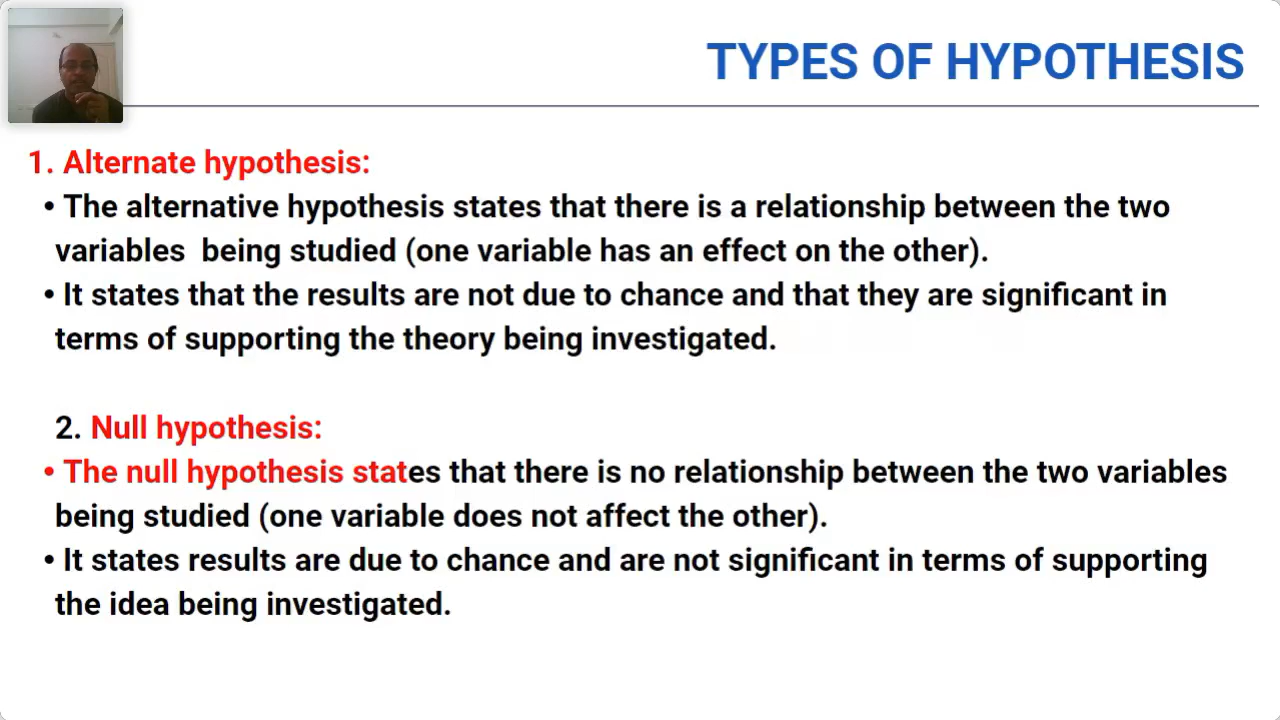 TYPES OF HYPOTHESIS
1. Alternate hypothesis:
• The alternative hypothesis states that there is a relationship between the two
variables  being studied (one variable has an effect on the other).
• It states that the results are not due to chance and that they are significant in
terms of supporting the theory being investigated.
2. Null hypothesis:
• The null hypothesis states that there is no relationship between the two variables
being studied (one variable does not affect the other).
• It states results are due to chance and are not significant in terms of supporting
the idea being investigated.